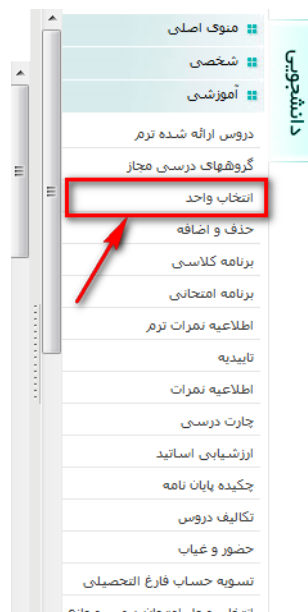 دانشجویی
منوی اصلی
شخصی
آموزشی
دروس ارائه شده ترم
گروههای درسی مجاز
انتخاب واحد
حذف و اضافه
برنامه کلاسی
برنامه امتحانی
اطلاعیه نمرات ترم
تاییدیه
اطلاعیه نمرات
چارت درسی
ارزشیابی اساتید
چکیده پایان نامه
تکالیف دروس
حضور و غیاب
تسویه حساب فارغ التحصیلی